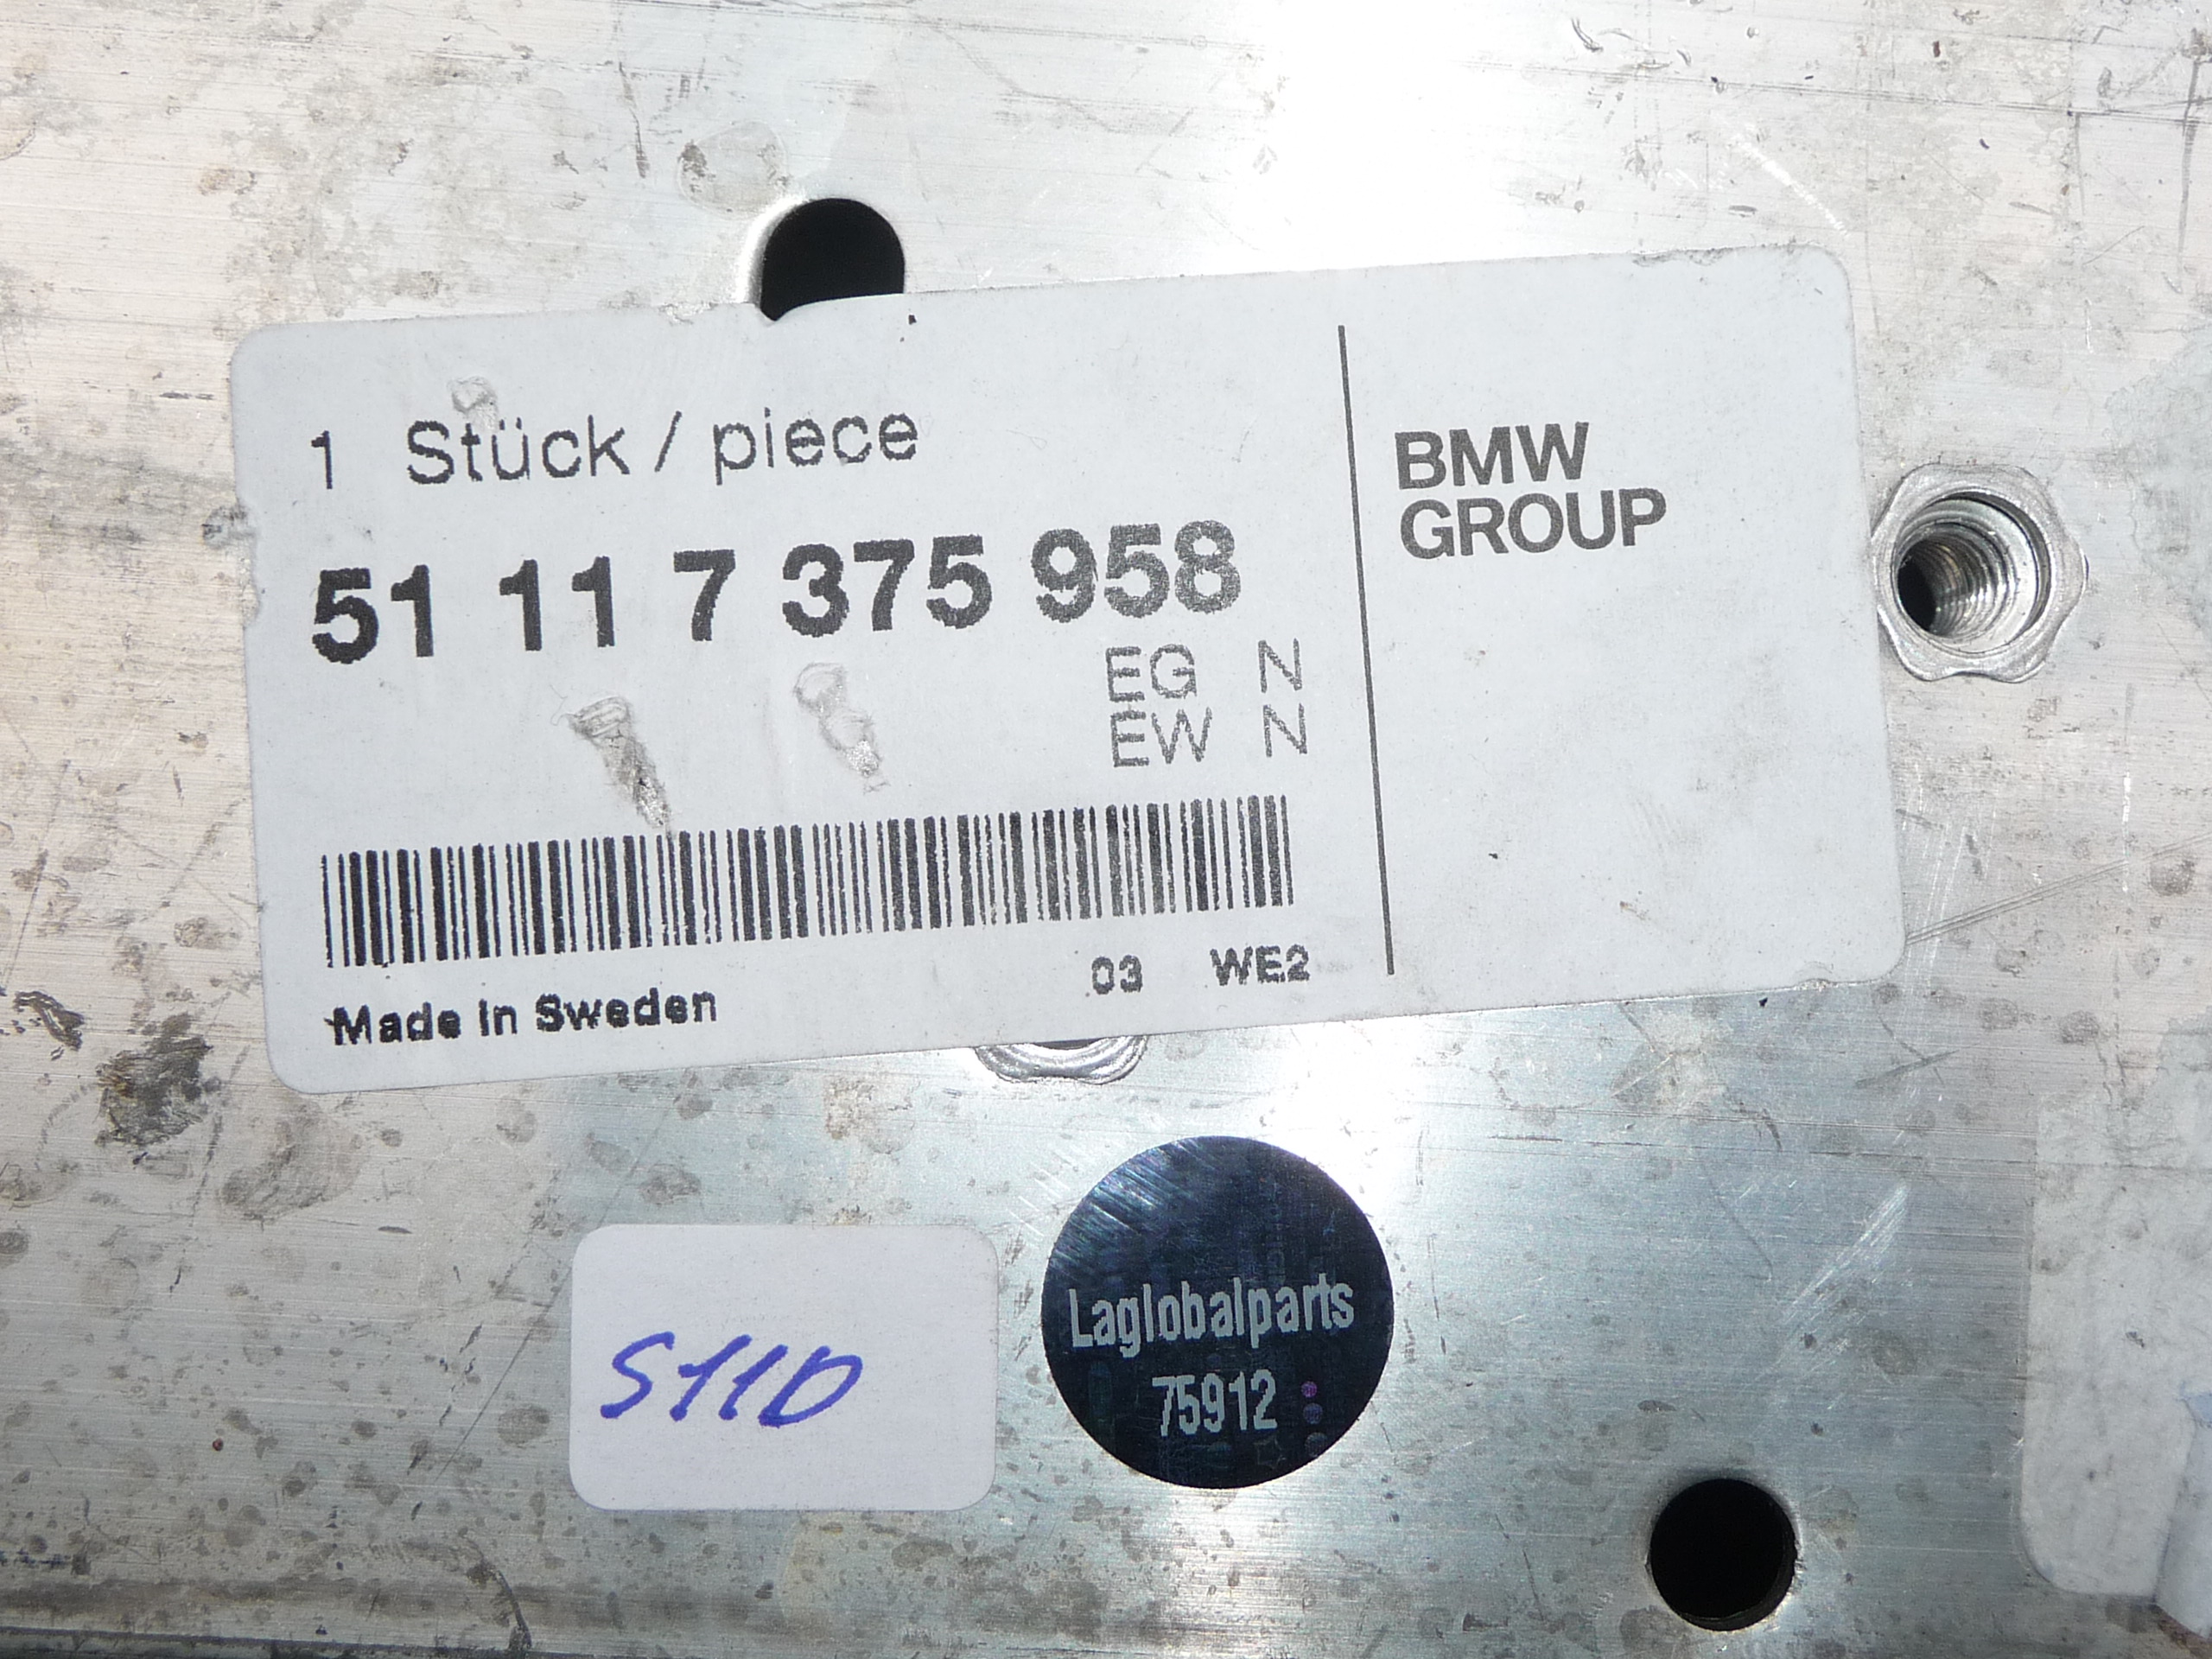 1 Stück / piece
51 11 7 375 958
EG N
EW N
03 WE2
Made in Sweden
BMW
GROUP
S11D
Laglobalparts
75912